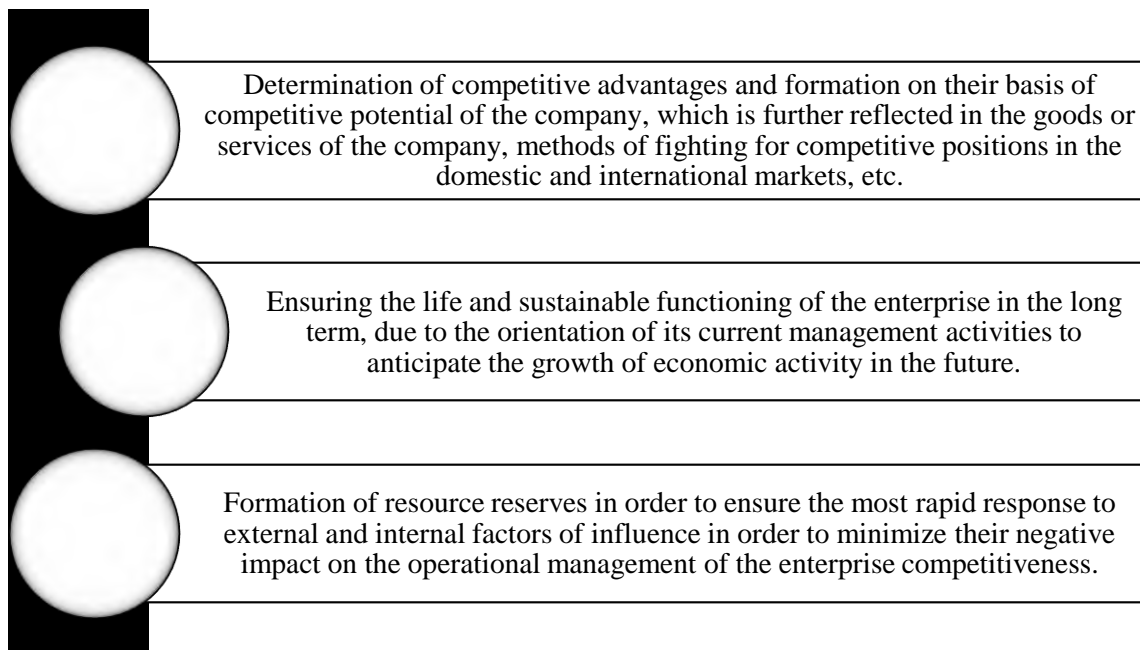 Determination of competitive advantages and formation on their basis of
competitive potential of the company, which is further reflected in the goods or
services of the company, methods of fighting for competitive positions in the
domestic and international markets, etc.
Ensuring the life and sustainable functioning of the enterprise in the long
term, due to the orientation of its current management activities to
anticipate the growth of economic activity in the future.
Formation of resource reserves in order to ensure the most rapid response to
external and internal factors of influence in order to minimize their negative
impact on the operational management of the enterprise competitiveness.